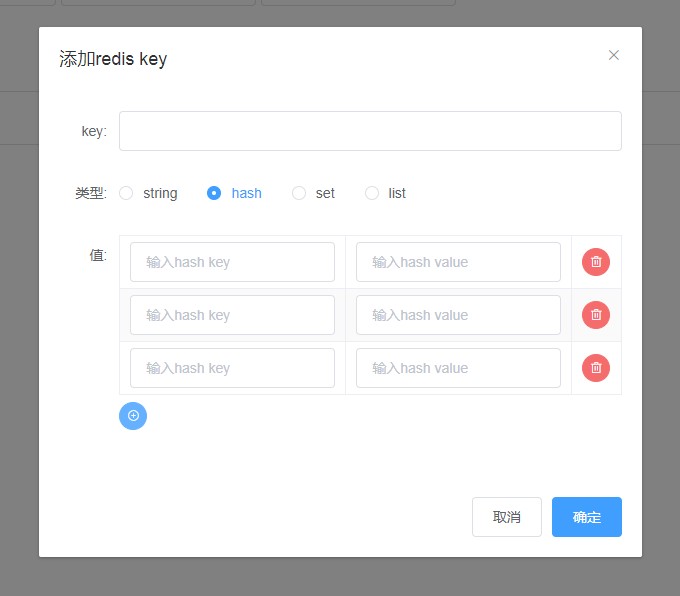 添加redis key
key:
类型: string hash set list
值: 输入hash key 输入hash value
输入hash key 输入hash value
输入hash key 输入hash value
取消 确定